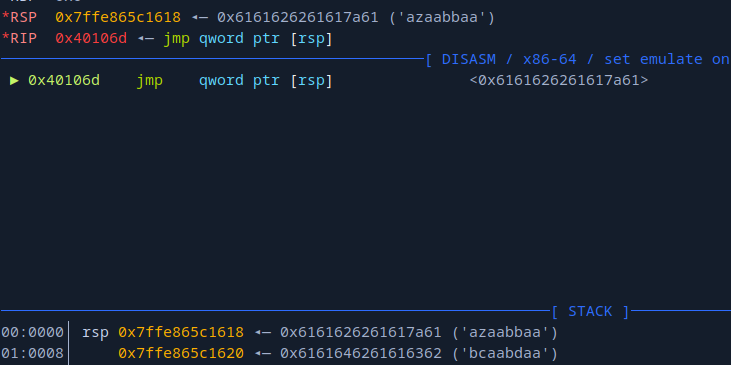 *RSP  0x7ffe865c1618 ◂— 0x6161626261617a61 ('azaabbaa')
*RIP  0x40106d ◂— jmp qword ptr [rsp]
[ DISASM / x86-64 / set emulate on
► 0x40106d    jmp    qword ptr [rsp]    <0x6161626261617a61>
[ STACK ]
00:0000│ rsp 0x7ffe865c1618 ◂— 0x6161626261617a61 ('azaabbaa')
01:0008│     0x7ffe865c1620 ◂— 0x6161646261616362 ('bcaabdaa')